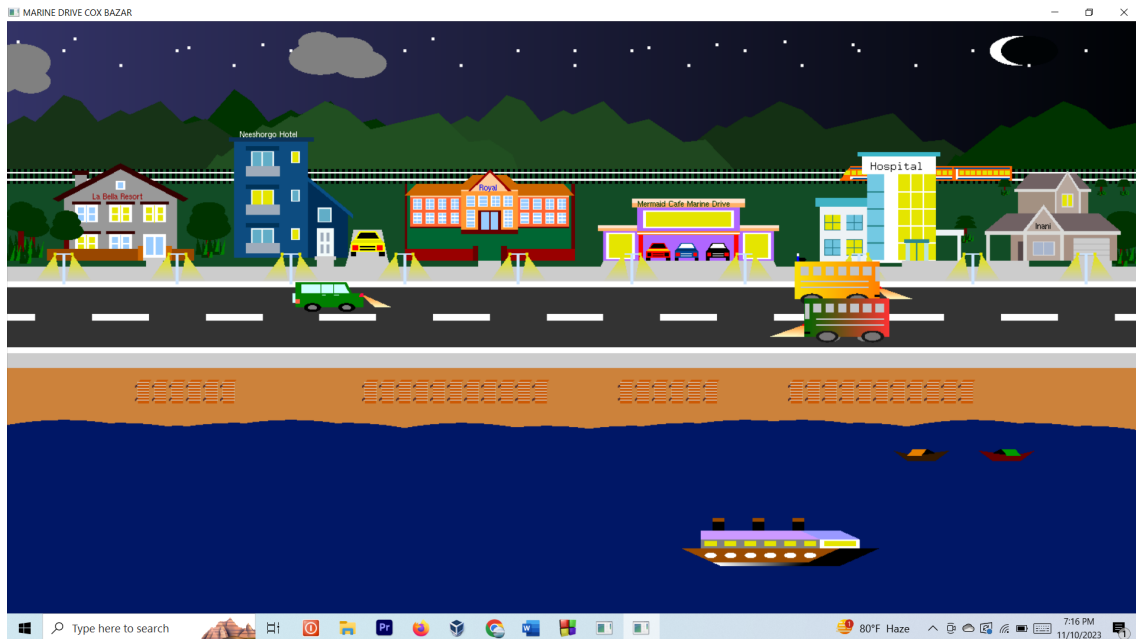 MARINE DRIVE COX BAZAR
Neeshorgo Hotel
Hospital
La Bella Resort
Royal
Mermaid Cafe Marine Drive
Inani
Type here to search
Pr
80°F Haze
7:16 PM
11/10/2023